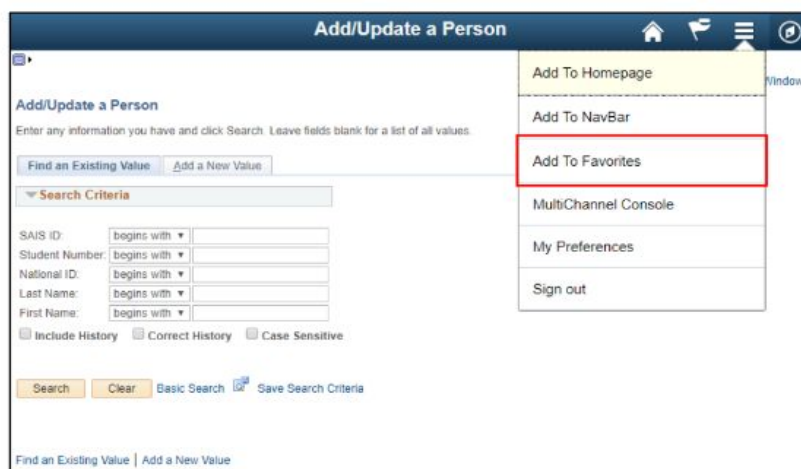 Add/Update a Person
Add To Homepage
Window
Add To NavBar
Add/Update a Person
Enter any information you have and click Search. Leave fields blank for a list of all values.
Find an Existing Value Add a New Value
Add To Favorites
Search Criteria
MultiChannel Console
SAIS ID: begins with
Student Number: begins with
My Preferences
National ID: begins with
Last Name: begins with
Sign out
First Name: begins with
Include History Correct History Case Sensitive
Search Clear Basic Search Save Search Criteria
Find an Existing Value | Add a New Value